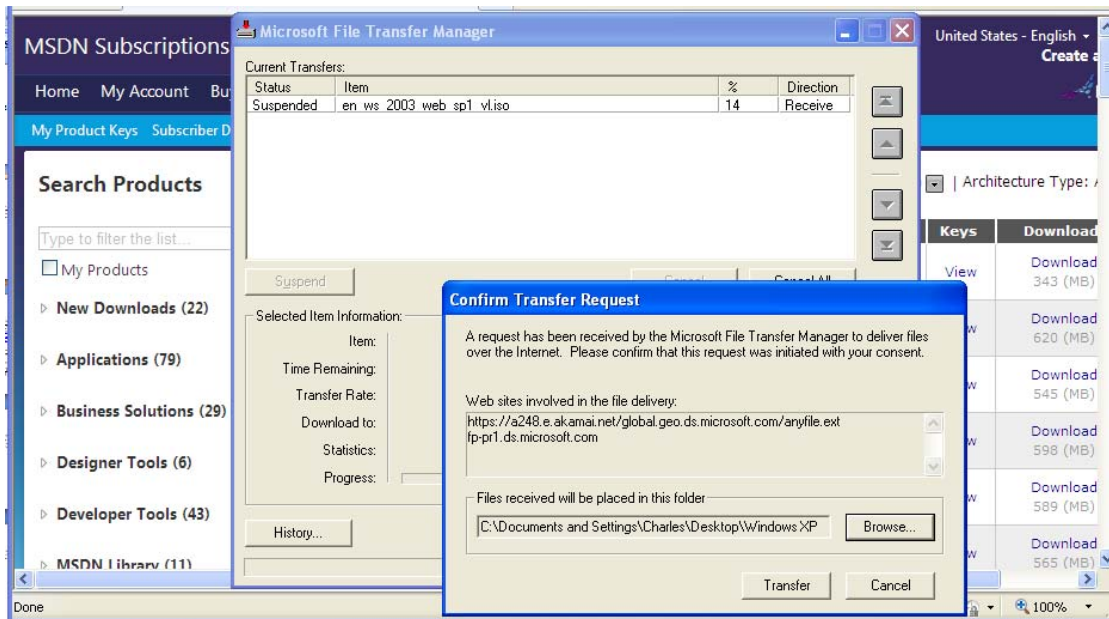 MSDN Subscriptions
United States - English
Create
Home My Account
My Product Keys Subscriber
Search Products
Type to filter the list...
My Products
New Downloads (22)
Applications (79)
Business Solutions (29)
Designer Tools (6)
Developer Tools (43)
MSDN Library (11)
| Architecture Type:
Keys Download
View Download
343 (MB)
Download
620 (MB)
Download
545 (MB)
Download
598 (MB)
Download
589 (MB)
Download
565 (MB)
Microsoft File Transfer Manager
Current Transfers:
Status Item % Direction
Suspended en_ws_2003_web_sp1_vl.iso 14 Receive
Suspend Cancel Cancel All
Selected Item Information:
Item:
Time Remaining:
Transfer Rate:
Download to:
Statistics:
Progress:
History...
Confirm Transfer Request
A request has been received by the Microsoft File Transfer Manager to deliver files
over the Internet. Please confirm that this request was initiated with your consent.
Web sites involved in the file delivery:
https://a248.e.akamai.net/global.geo.ds.microsoft.com/anyfile.ext
fp-pr1.ds.microsoft.com
Files received will be placed in this folder
C:\Documents and Settings\Charles\Desktop\Windows XP Browse...
Transfer Cancel
Done
100%